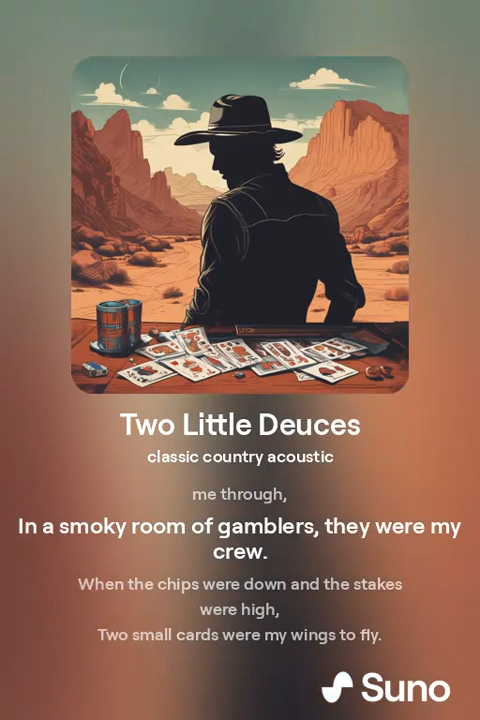 Two Little Deuces
classic country acoustic
me through,
In a smoky room of gamblers, they were my
crew.
When the chips were down and the stakes
were high,
Two small cards were my wings to fly.
Suno